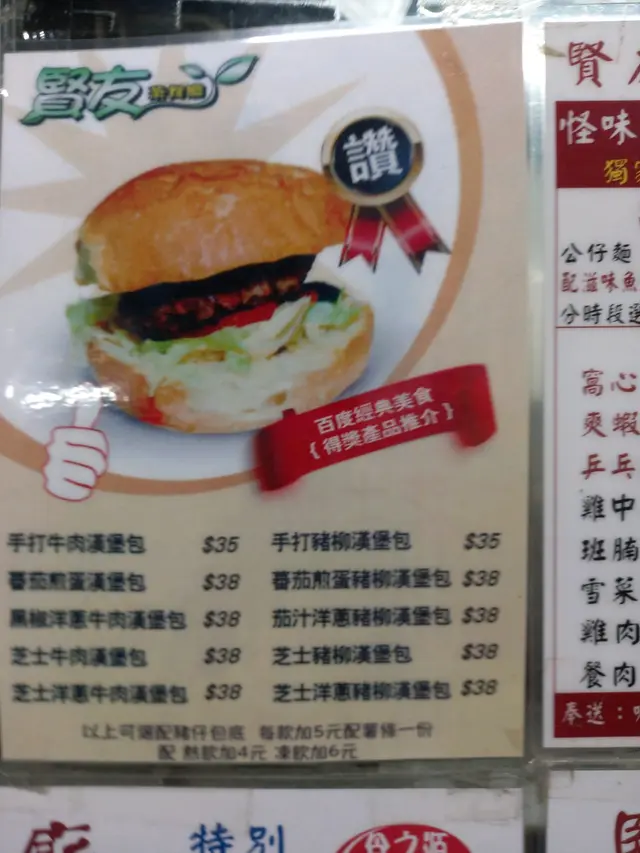 賢友
讚
百度經典美食
{得獎產品推介}
手打牛肉漢堡包 $35
手打豬柳漢堡包 $35
蕃茄煎蛋漢堡包 $38
蕃茄煎蛋豬柳漢堡包 $38
黑椒洋蔥牛肉漢堡包 $38
茄汁洋蔥豬柳漢堡包 $38
芝士牛肉漢堡包 $38
芝士豬柳漢堡包 $38
芝士洋蔥牛肉漢堡包 $38
芝士洋蔥豬柳漢堡包 $38
以上可選配豬仔包底 每款加5元配薯條一份
配 熱飲加4元 凍飲加6元
賢
怪味
獨
公仔麵
配滋味魚
分時段選
窩心
爽蝦
乒乓
雞中
班腩
雪菜
雞肉
餐肉
奉送：
特別